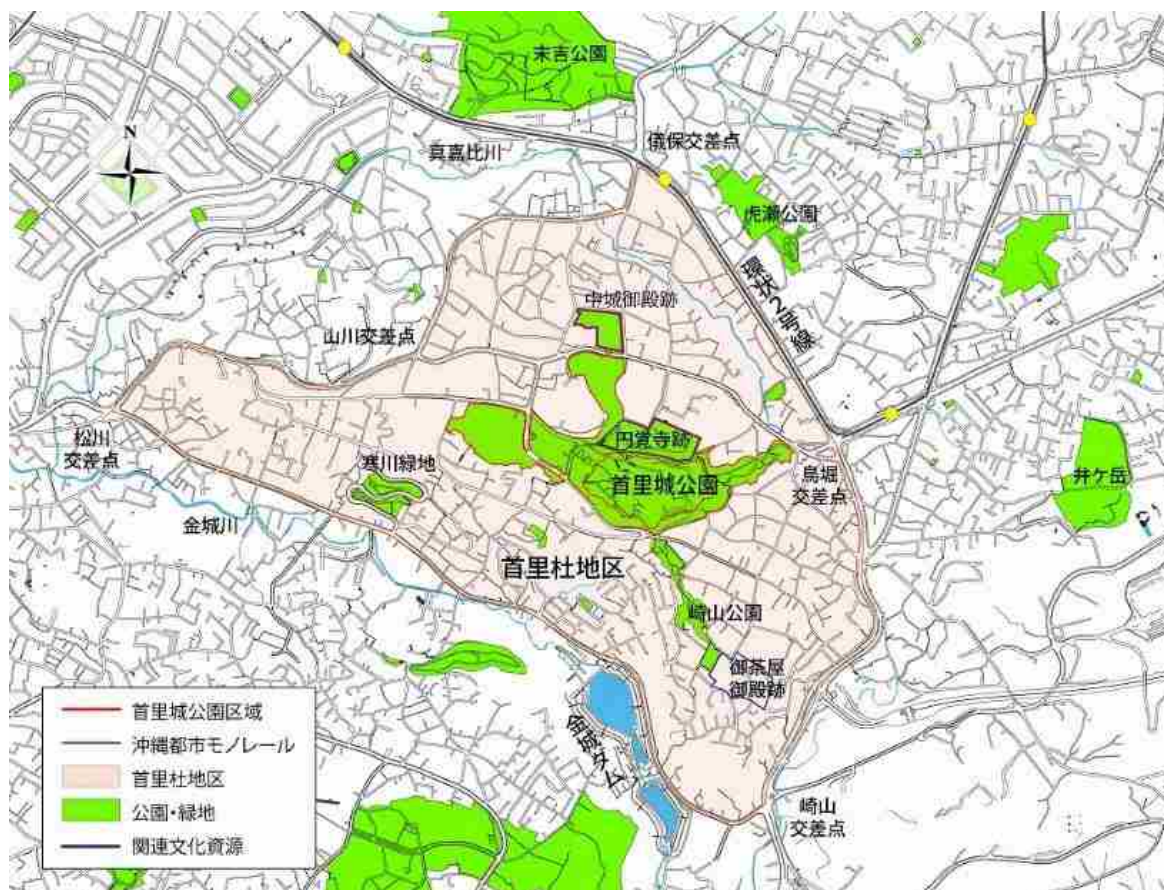 末吉公園
N
真嘉比川
儀保交差点
虎瀬公園
環状2号線
中城御殿跡
山川交差点
松川
交差点
円覚寺跡
首里城公園
鳥堀
交差点
弁ケ岳
寒川緑地
金城川
首里杜地区
崎山公園
御茶屋
御殿跡
金城ダム
崎山
交差点
首里城公園区域
沖縄都市モノレール
首里杜地区
公園・緑地
関連文化資源